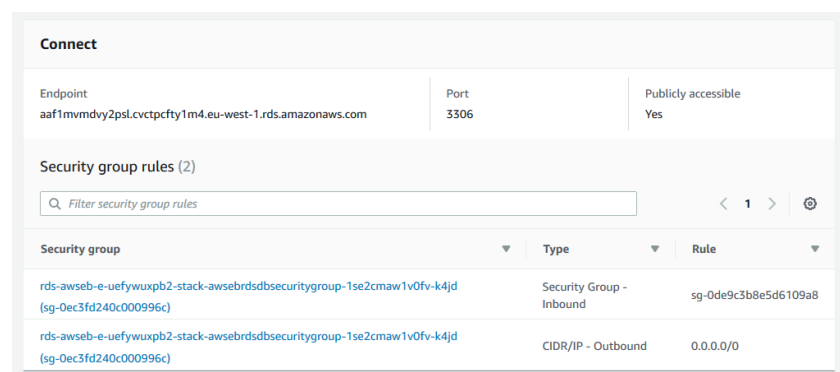 Connect
Endpoint Port Publicly accessible
aaf1mvmdvy2psl.cvctpcfty1m4.eu-west-1.rds.amazonaws.com 3306 Yes
Security group rules (2)
Filter security group rules 1
Security group Type Rule
rds-awseb-e-uefywuxpb2-stack-awsebrdsdbsecuritygroup-1se2cmaw1v0fv-k4jd
(sg-0ec3fd240c000996c)
Security Group -
Inbound
sg-0de9c3b8e5d6109a8
rds-awseb-e-uefywuxpb2-stack-awsebrdsdbsecuritygroup-1se2cmaw1v0fv-k4jd
(sg-0ec3fd240c000996c)
CIDR/IP - Outbound
0.0.0.0/0